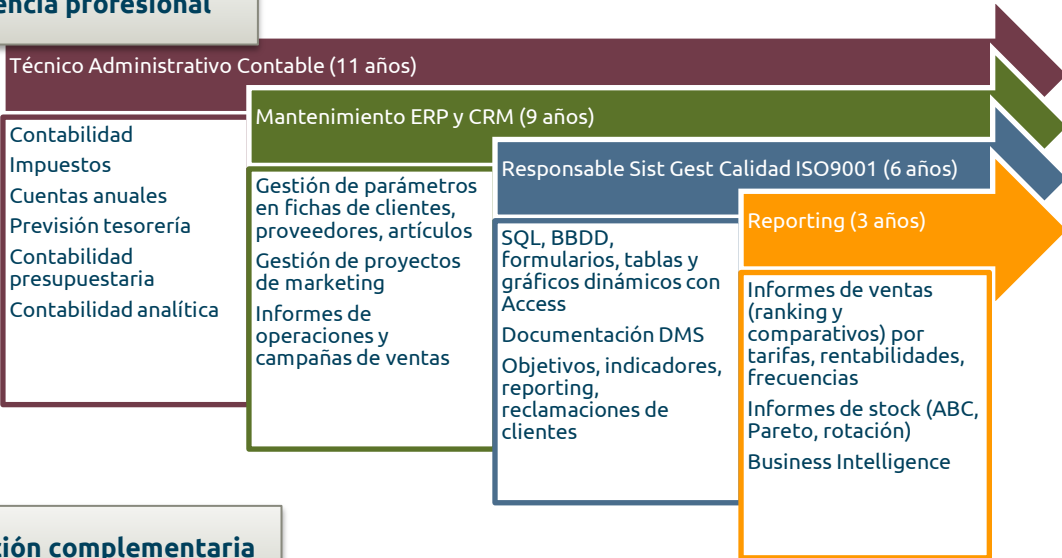 profesional
Técnico Administrativo Contable (11 años)
Contabilidad
Impuestos
Cuentas anuales
Previsión tesorería
Contabilidad
presupuestaria
Contabilidad analítica
Mantenimiento ERP y CRM (9 años)
Gestión de parámetros
en fichas de clientes,
proveedores, artículos
Gestión de proyectos
de marketing
Informes de
operaciones y
campañas de ventas
Responsable Sist Gest Calidad ISO9001 (6 años)
SQL, BBDD,
formularios, tablas y
gráficos dinámicos con
Access
Documentación DMS
Objetivos, indicadores,
reporting,
reclamaciones de
clientes
Reporting (3 años)
Informes de ventas
(ranking y
comparativos) por
tarifas, rentabilidades,
frecuencias
Informes de stock (ABC,
Pareto, rotación)
Business Intelligence
complementaria